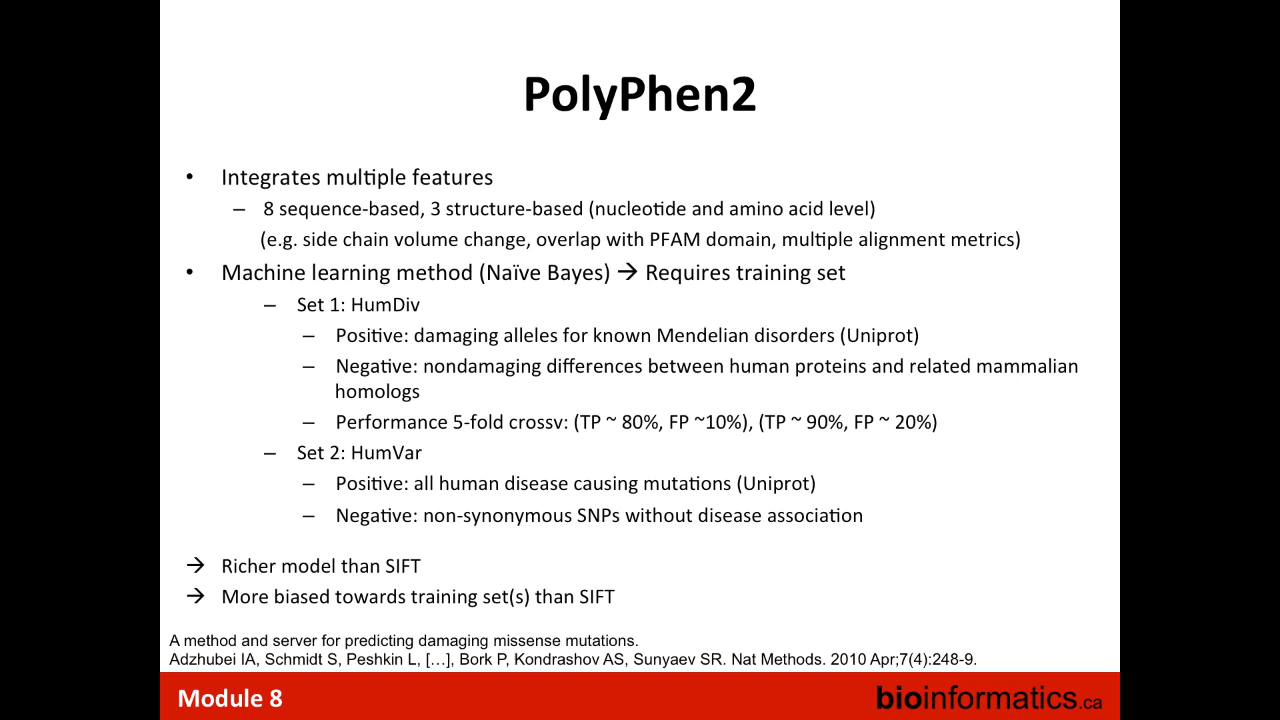 PolyPhen2
• Integrates multiple features
– 8 sequence-based, 3 structure-based (nucleotide and amino acid level)
(e.g. side chain volume change, overlap with PFAM domain, multiple alignment metrics)
• Machine learning method (Naïve Bayes) → Requires training set
– Set 1: HumDiv
– Positive: damaging alleles for known Mendelian disorders (Uniprot)
– Negative: nondamaging differences between human proteins and related mammalian
homologs
– Performance 5-fold crossv: (TP ~ 80%, FP ~10%), (TP ~ 90%, FP ~ 20%)
– Set 2: HumVar
– Positive: all human disease causing mutations (Uniprot)
– Negative: non-synonymous SNPs without disease association
→ Richer model than SIFT
→ More biased towards training set(s) than SIFT
A method and server for predicting damaging missense mutations.
Adzhubei IA, Schmidt S, Peshkin L, […], Bork P, Kondrashov AS, Sunyaev SR. Nat Methods. 2010 Apr;7(4):248-9.
Module 8
bioinformatics.ca